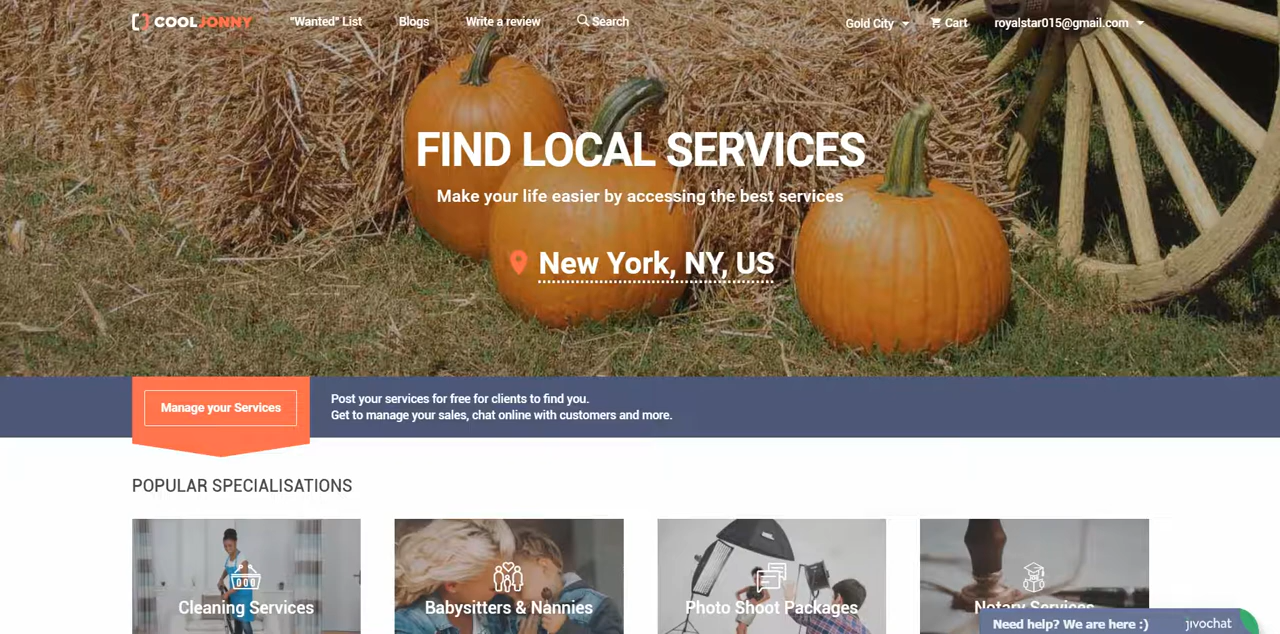 COOLJONNY "Wanted" List Blogs Write a review Search Gold City Cart royalstar015@gmail.com
FIND LOCAL SERVICES
Make your life easier by accessing the best services
New York, NY, US
Manage your Services
Post your services for free for clients to find you.
Get to manage your sales, chat online with customers and more.
POPULAR SPECIALISATIONS
Cleaning Services
Babysitters & Nannies
Photo Shoot Packages
Notary Services
Need help? We are here :) jivochat